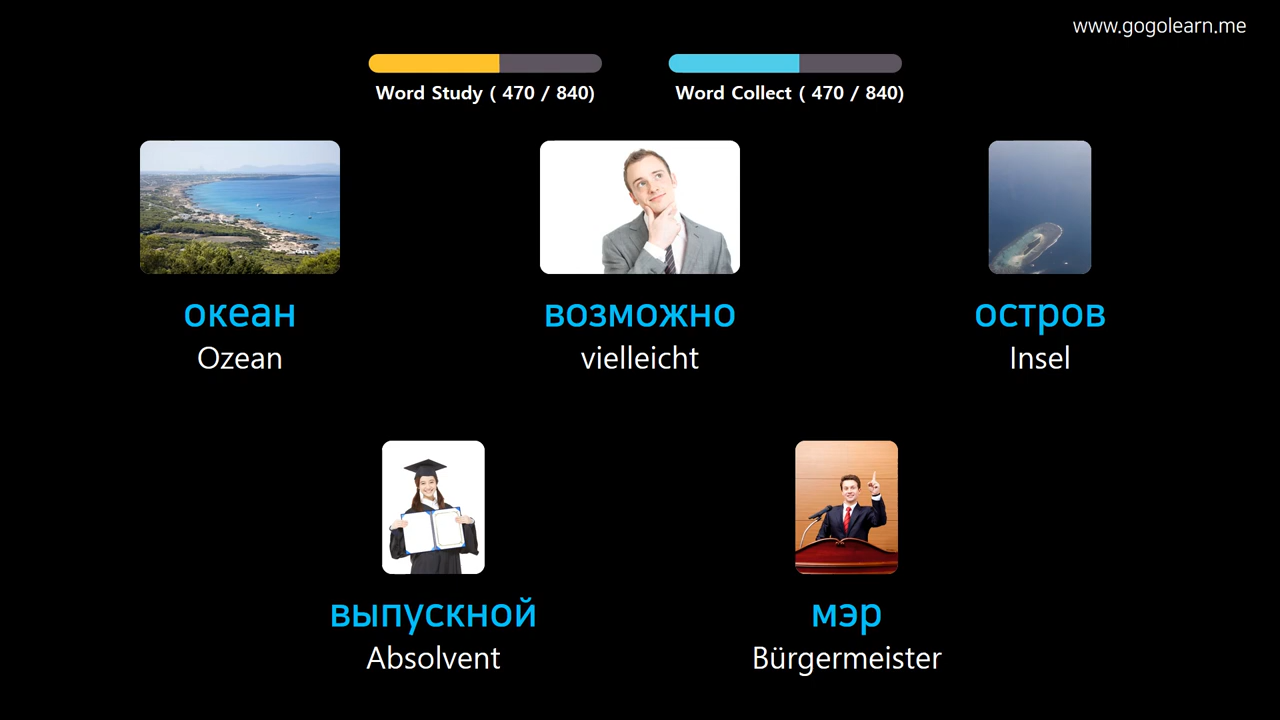 www.gogolearn.me
Word Study ( 470 / 840)
Word Collect ( 470 / 840)
океан
Ozean
возможно
vielleicht
остров
Insel
выпускной
Absolvent
мэр
Bürgermeister